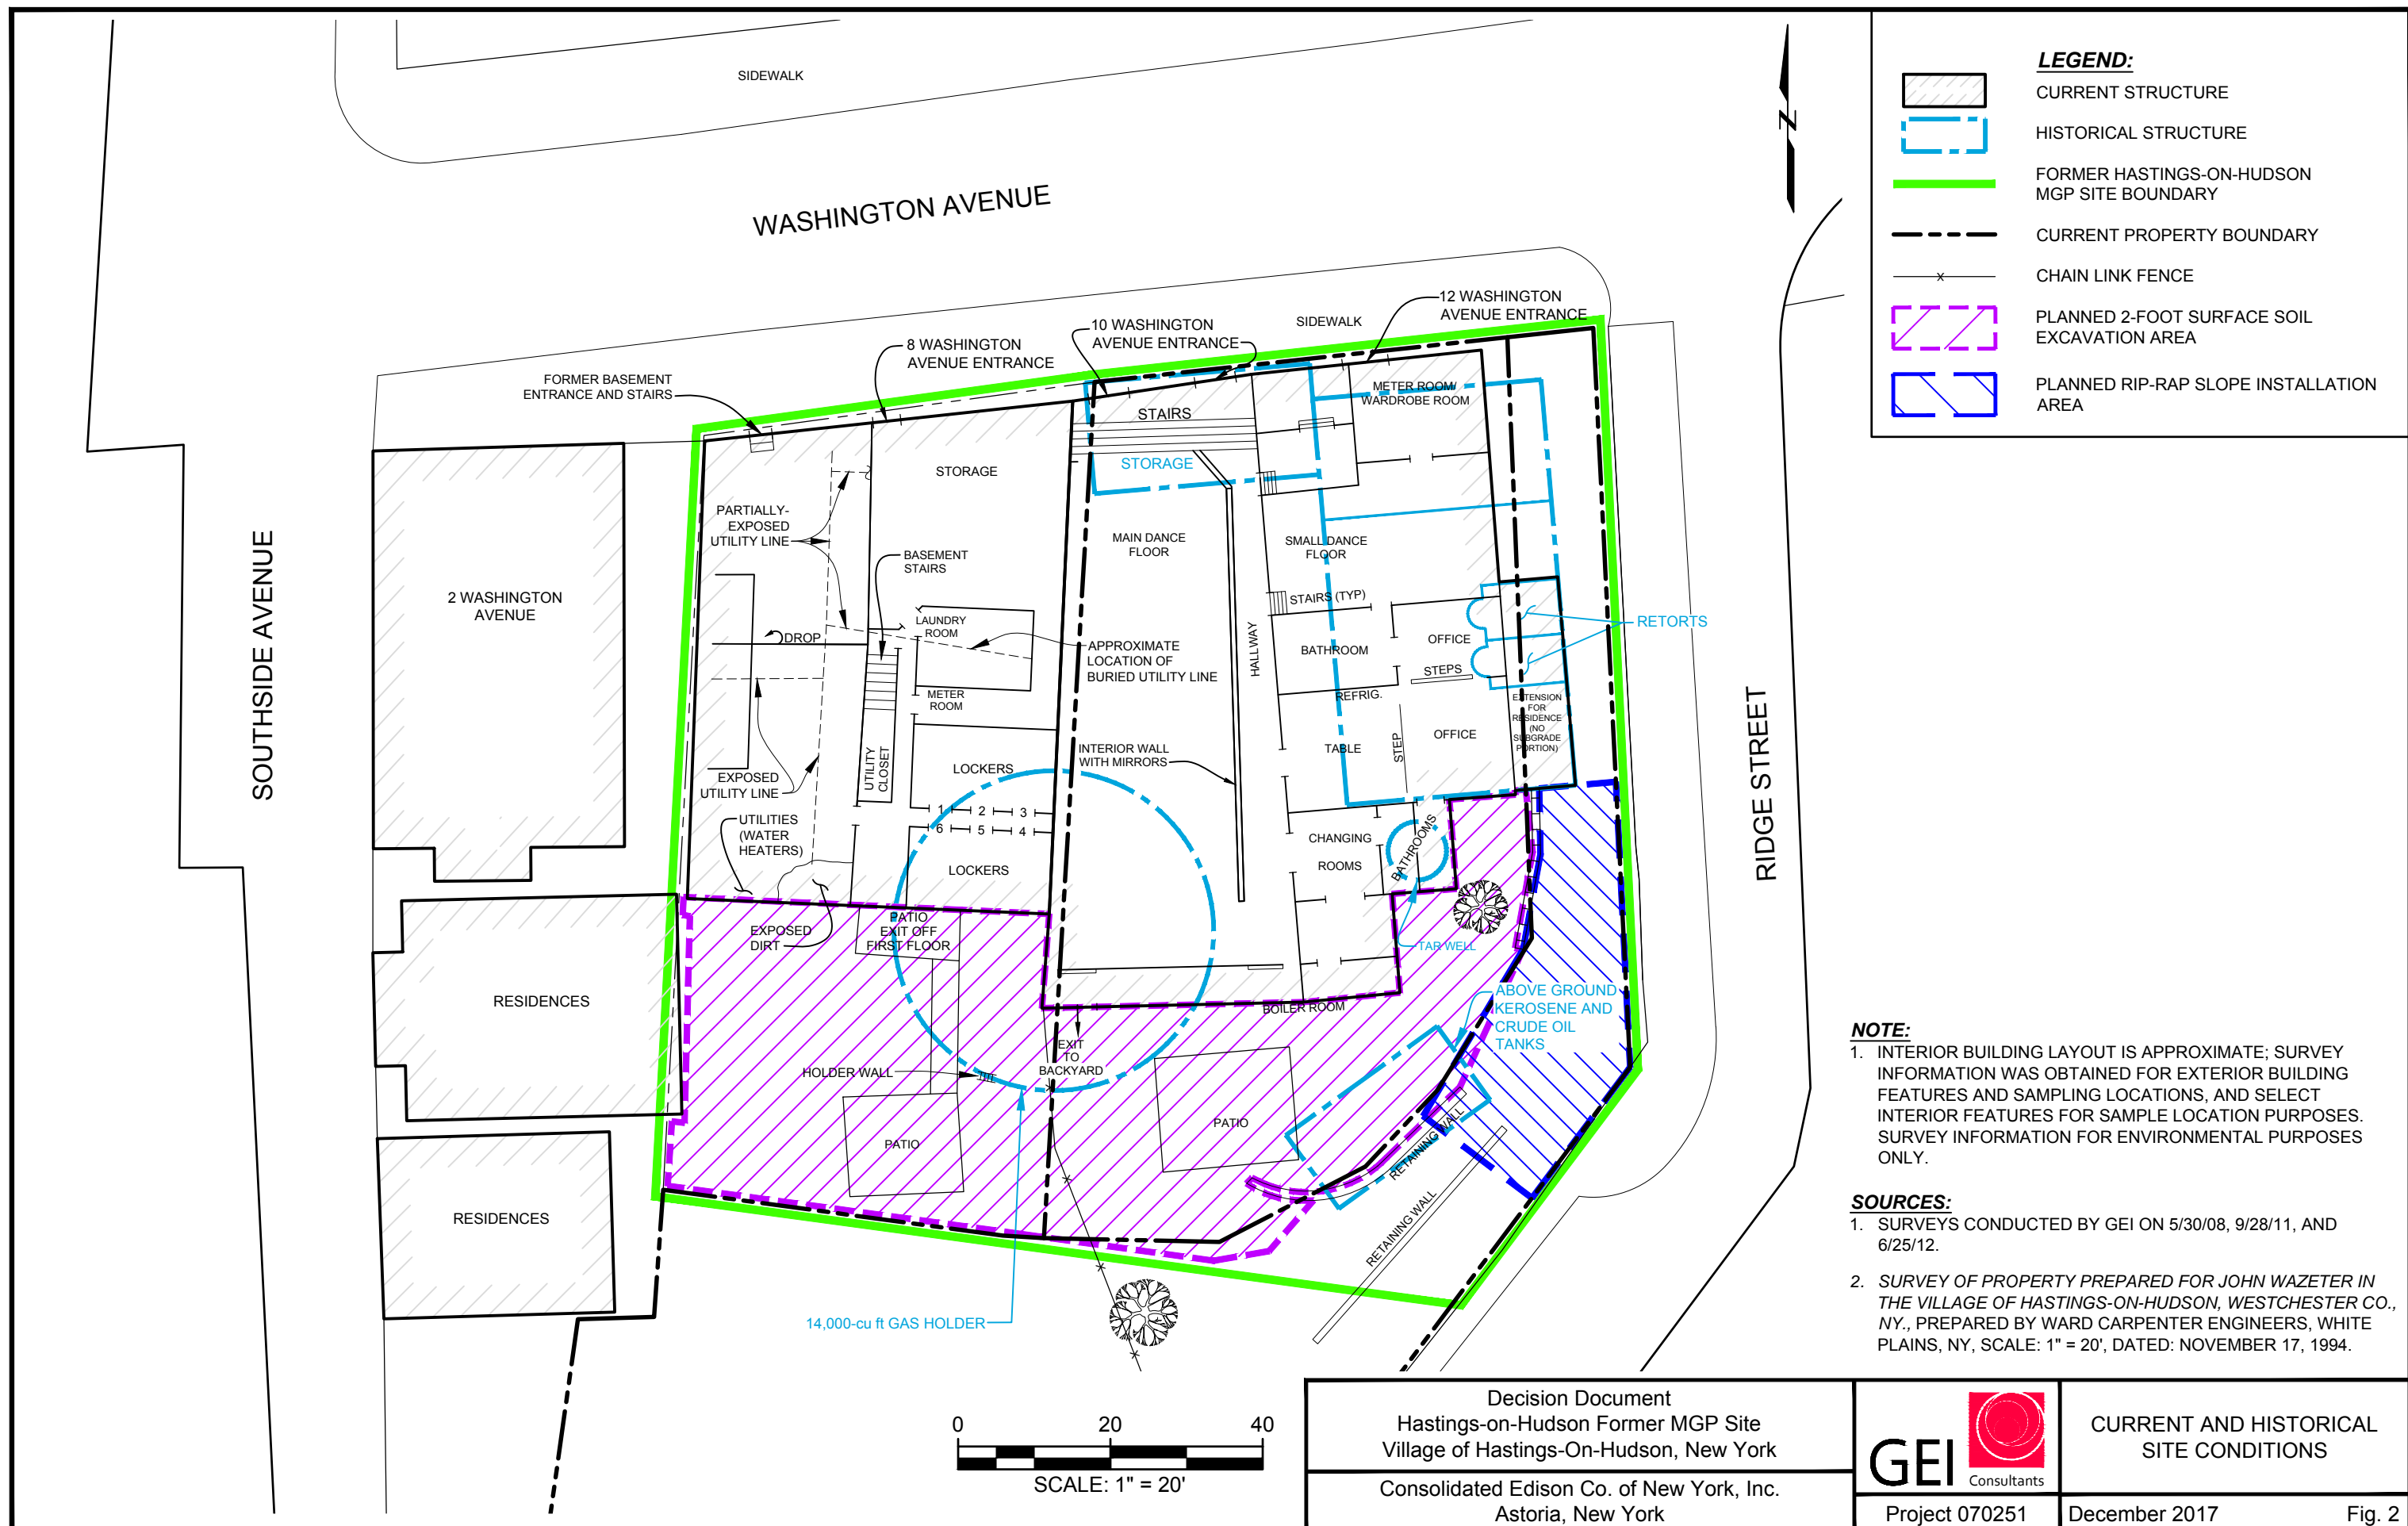 SIDEWALK
WASHINGTON AVENUE
N
LEGEND:
CURRENT STRUCTURE
HISTORICAL STRUCTURE
FORMER HASTINGS-ON-HUDSON
MGP SITE BOUNDARY
CURRENT PROPERTY BOUNDARY
x
CHAIN LINK FENCE
PLANNED 2-FOOT SURFACE SOIL
EXCAVATION AREA
PLANNED RIP-RAP SLOPE INSTALLATION
AREA
12 WASHINGTON
AVENUE ENTRANCE
SIDEWALK
10 WASHINGTON
AVENUE ENTRANCE
8 WASHINGTON
AVENUE ENTRANCE
FORMER BASEMENT
ENTRANCE AND STAIRS
METER ROOM/
WARDROBE ROOM
STAIRS
STORAGE
STORAGE
PARTIALLY-
EXPOSED
UTILITY LINE
BASEMENT
STAIRS
MAIN DANCE
FLOOR
SMALL DANCE
FLOOR
STAIRS (TYP)
2 WASHINGTON
AVENUE
SOUTHSIDE AVENUE
DROP
LAUNDRY
ROOM
APPROXIMATE
LOCATION OF
BURIED UTILITY LINE
HALLWAY
BATHROOM
OFFICE
STEPS
RETORTS
REFRIG.
METER
ROOM
EXTENSION
FOR
RESIDENCE
(NO
SUBGRADE
PORTION)
OFFICE
STEP
TABLE
INTERIOR WALL
WITH MIRRORS
UTILITY
CLOSET
LOCKERS
EXPOSED
UTILITY LINE
RIDGE STREET
1 2 3
6 5 4
UTILITIES
(WATER
HEATERS)
LOCKERS
CHANGING
ROOMS
BATHROOMS
PATIO
EXIT OFF
FIRST FLOOR
EXPOSED
DIRT
TAR WELL
RESIDENCES
BOILER ROOM
ABOVE GROUND
KEROSENE AND
CRUDE OIL
TANKS
EXIT
TO
BACKYARD
HOLDER WALL
x
PATIO
PATIO
RETAINING WALL
x
RETAINING WALL
RESIDENCES
x
14,000-cu ft GAS HOLDER
x
NOTE:
1. INTERIOR BUILDING LAYOUT IS APPROXIMATE; SURVEY
INFORMATION WAS OBTAINED FOR EXTERIOR BUILDING
FEATURES AND SAMPLING LOCATIONS, AND SELECT
INTERIOR FEATURES FOR SAMPLE LOCATION PURPOSES.
SURVEY INFORMATION FOR ENVIRONMENTAL PURPOSES
ONLY.
SOURCES:
1. SURVEYS CONDUCTED BY GEI ON 5/30/08, 9/28/11, AND
6/25/12.
2. SURVEY OF PROPERTY PREPARED FOR JOHN WAZETER IN
THE VILLAGE OF HASTINGS-ON-HUDSON, WESTCHESTER CO.,
NY., PREPARED BY WARD CARPENTER ENGINEERS, WHITE
PLAINS, NY, SCALE: 1" = 20', DATED: NOVEMBER 17, 1994.
0 20 40
SCALE: 1" = 20'
Decision Document
Hastings-on-Hudson Former MGP Site
Village of Hastings-On-Hudson, New York
Consolidated Edison Co. of New York, Inc.
Astoria, New York
GEI
Consultants
Project 070251
CURRENT AND HISTORICAL
SITE CONDITIONS
December 2017
Fig. 2